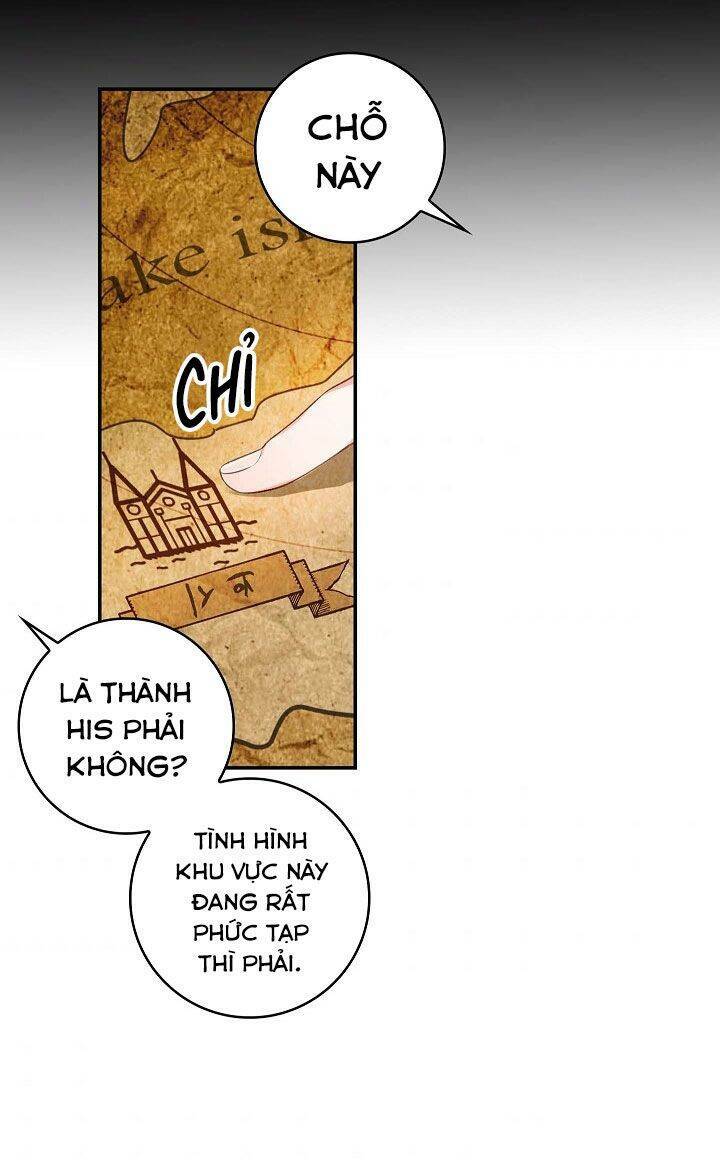 CHỖ
NÀY
ake is
CHỈ
LÀ THÀNH
HIS PHẢI
KHÔNG?
TÌNH HÌNH
KHU VỰC NÀY
ĐANG RẤT
PHỨC TẠP
THÌ PHẢI.